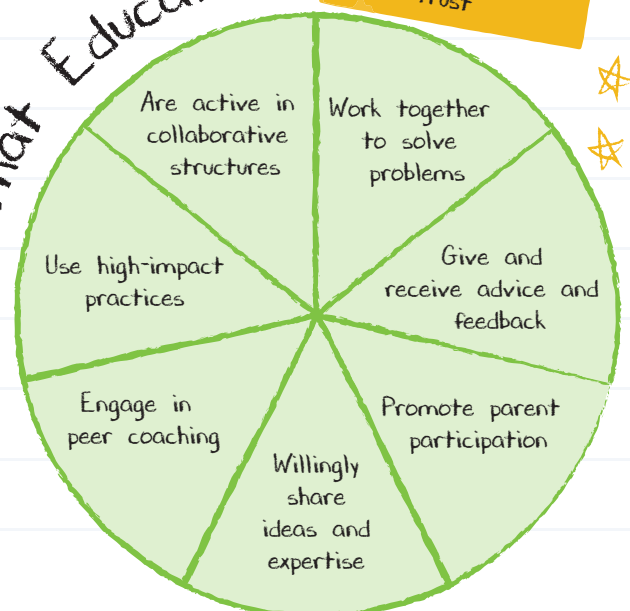 Trust
Are active in
collaborative
structures
Work together
to solve
problems
Give and
receive advice and
feedback
Promote parent
participation
Willingly
share
ideas and
expertise
Engage in
peer coaching
Use high-impact
practices